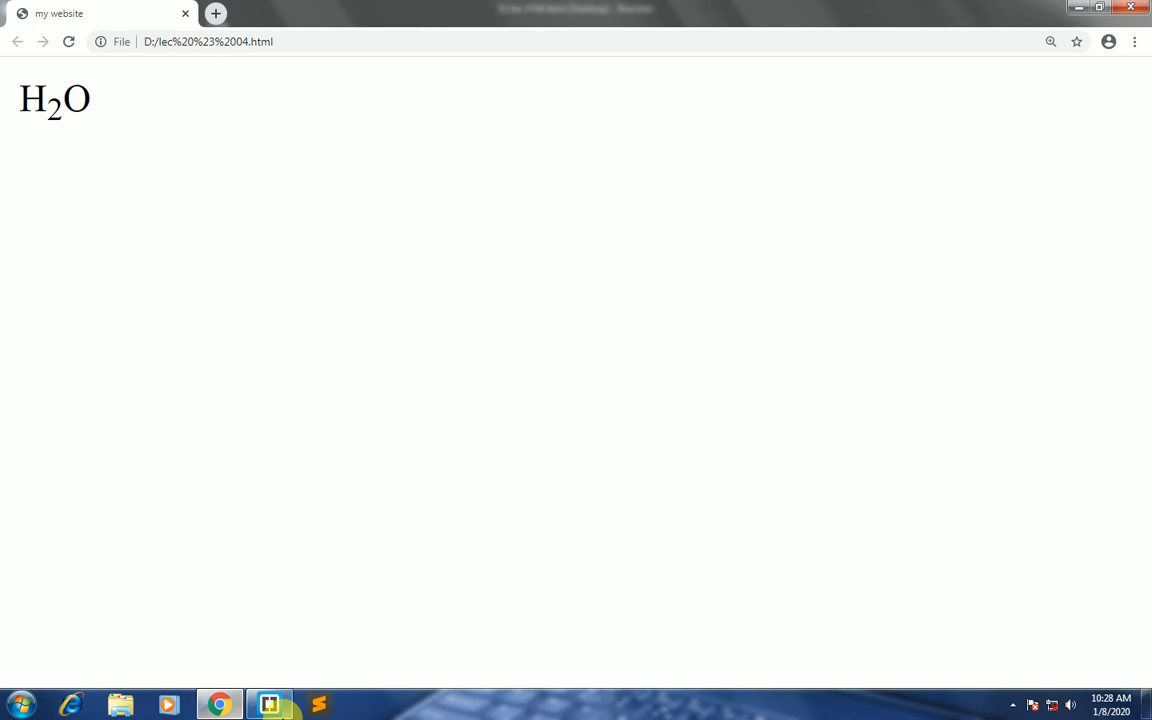 my website
File D:/lec%20%23%2004.html
H₂O
10:28 AM
1/8/2020